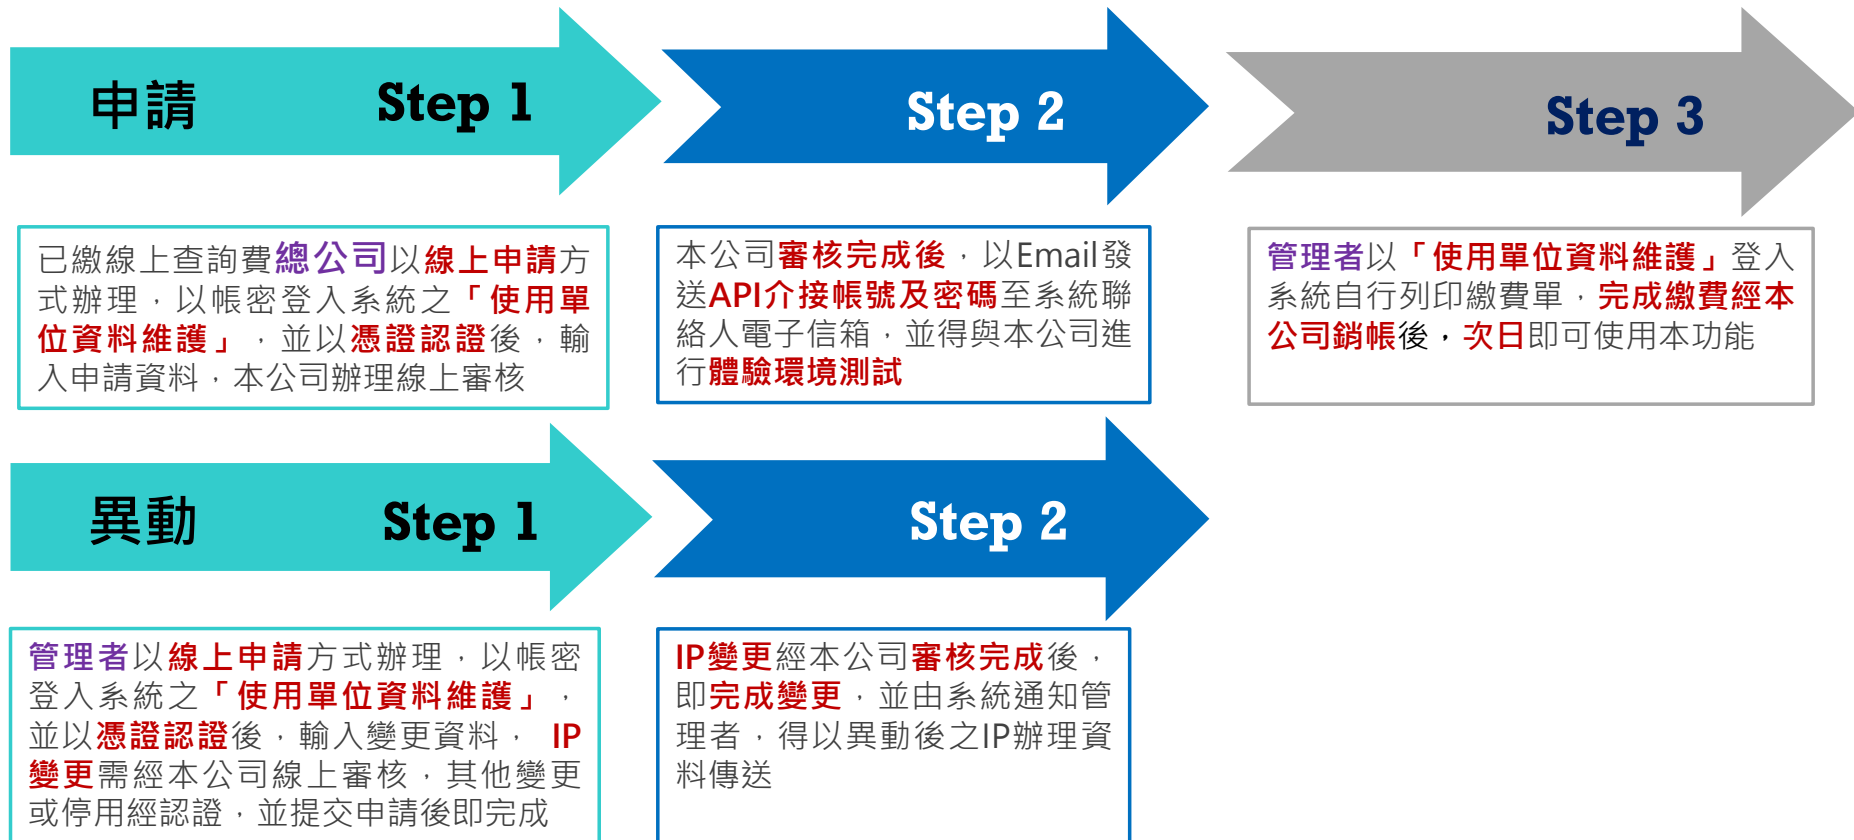 申請 Step 1
Step 2
Step 3
已繳線上查詢費總公司以線上申請方
式辦理，以帳密登入系統之「使用單
位資料維護」，並以憑證認證後，輸
入申請資料，本公司辦理線上審核
本公司審核完成後，以Email發
送API介接帳號及密碼至系統聯
絡人電子信箱，並得與本公司進
行體驗環境測試
管理者以「使用單位資料維護」登入
系統自行列印繳費單，完成繳費經本
公司銷帳後，次日即可使用本功能
異動 Step 1
Step 2
管理者以線上申請方式辦理，以帳密
登入系統之「使用單位資料維護」，
並以憑證認證後，輸入變更資料， IP
變更需經本公司線上審核，其他變更
或停用經認證，並提交申請後即完成
IP變更經本公司審核完成後，
即完成變更，並由系統通知管
理者，得以異動後之IP辦理資
料傳送